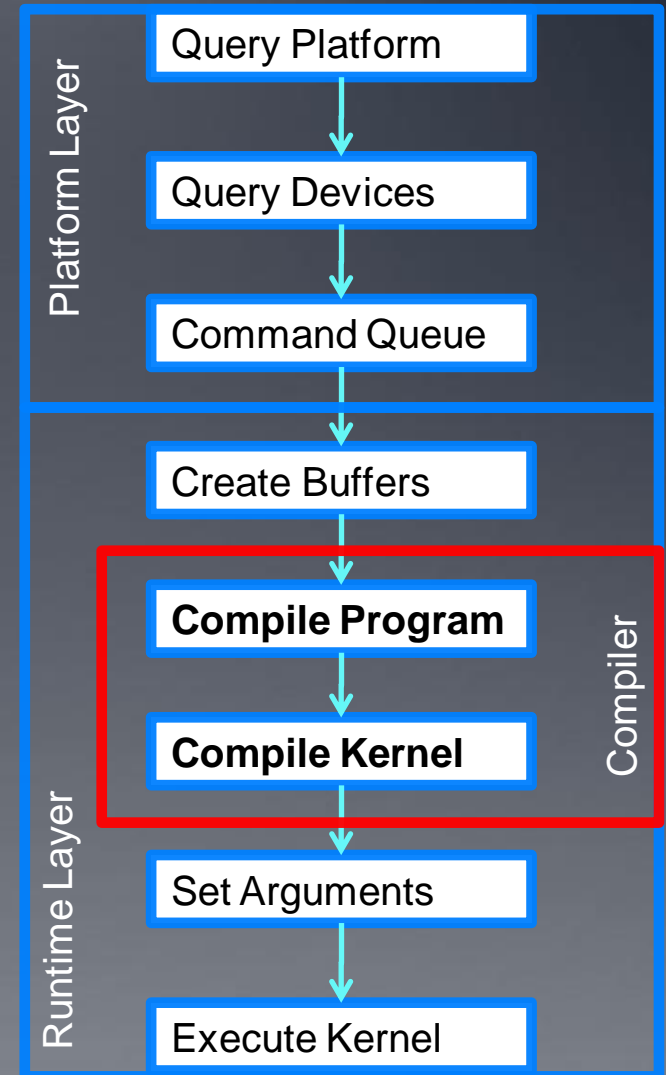 Platform Layer
Query Platform
Query Devices
Command Queue
Runtime Layer
Create Buffers
Compile Program
Compile Kernel
Compiler
Set Arguments
Execute Kernel